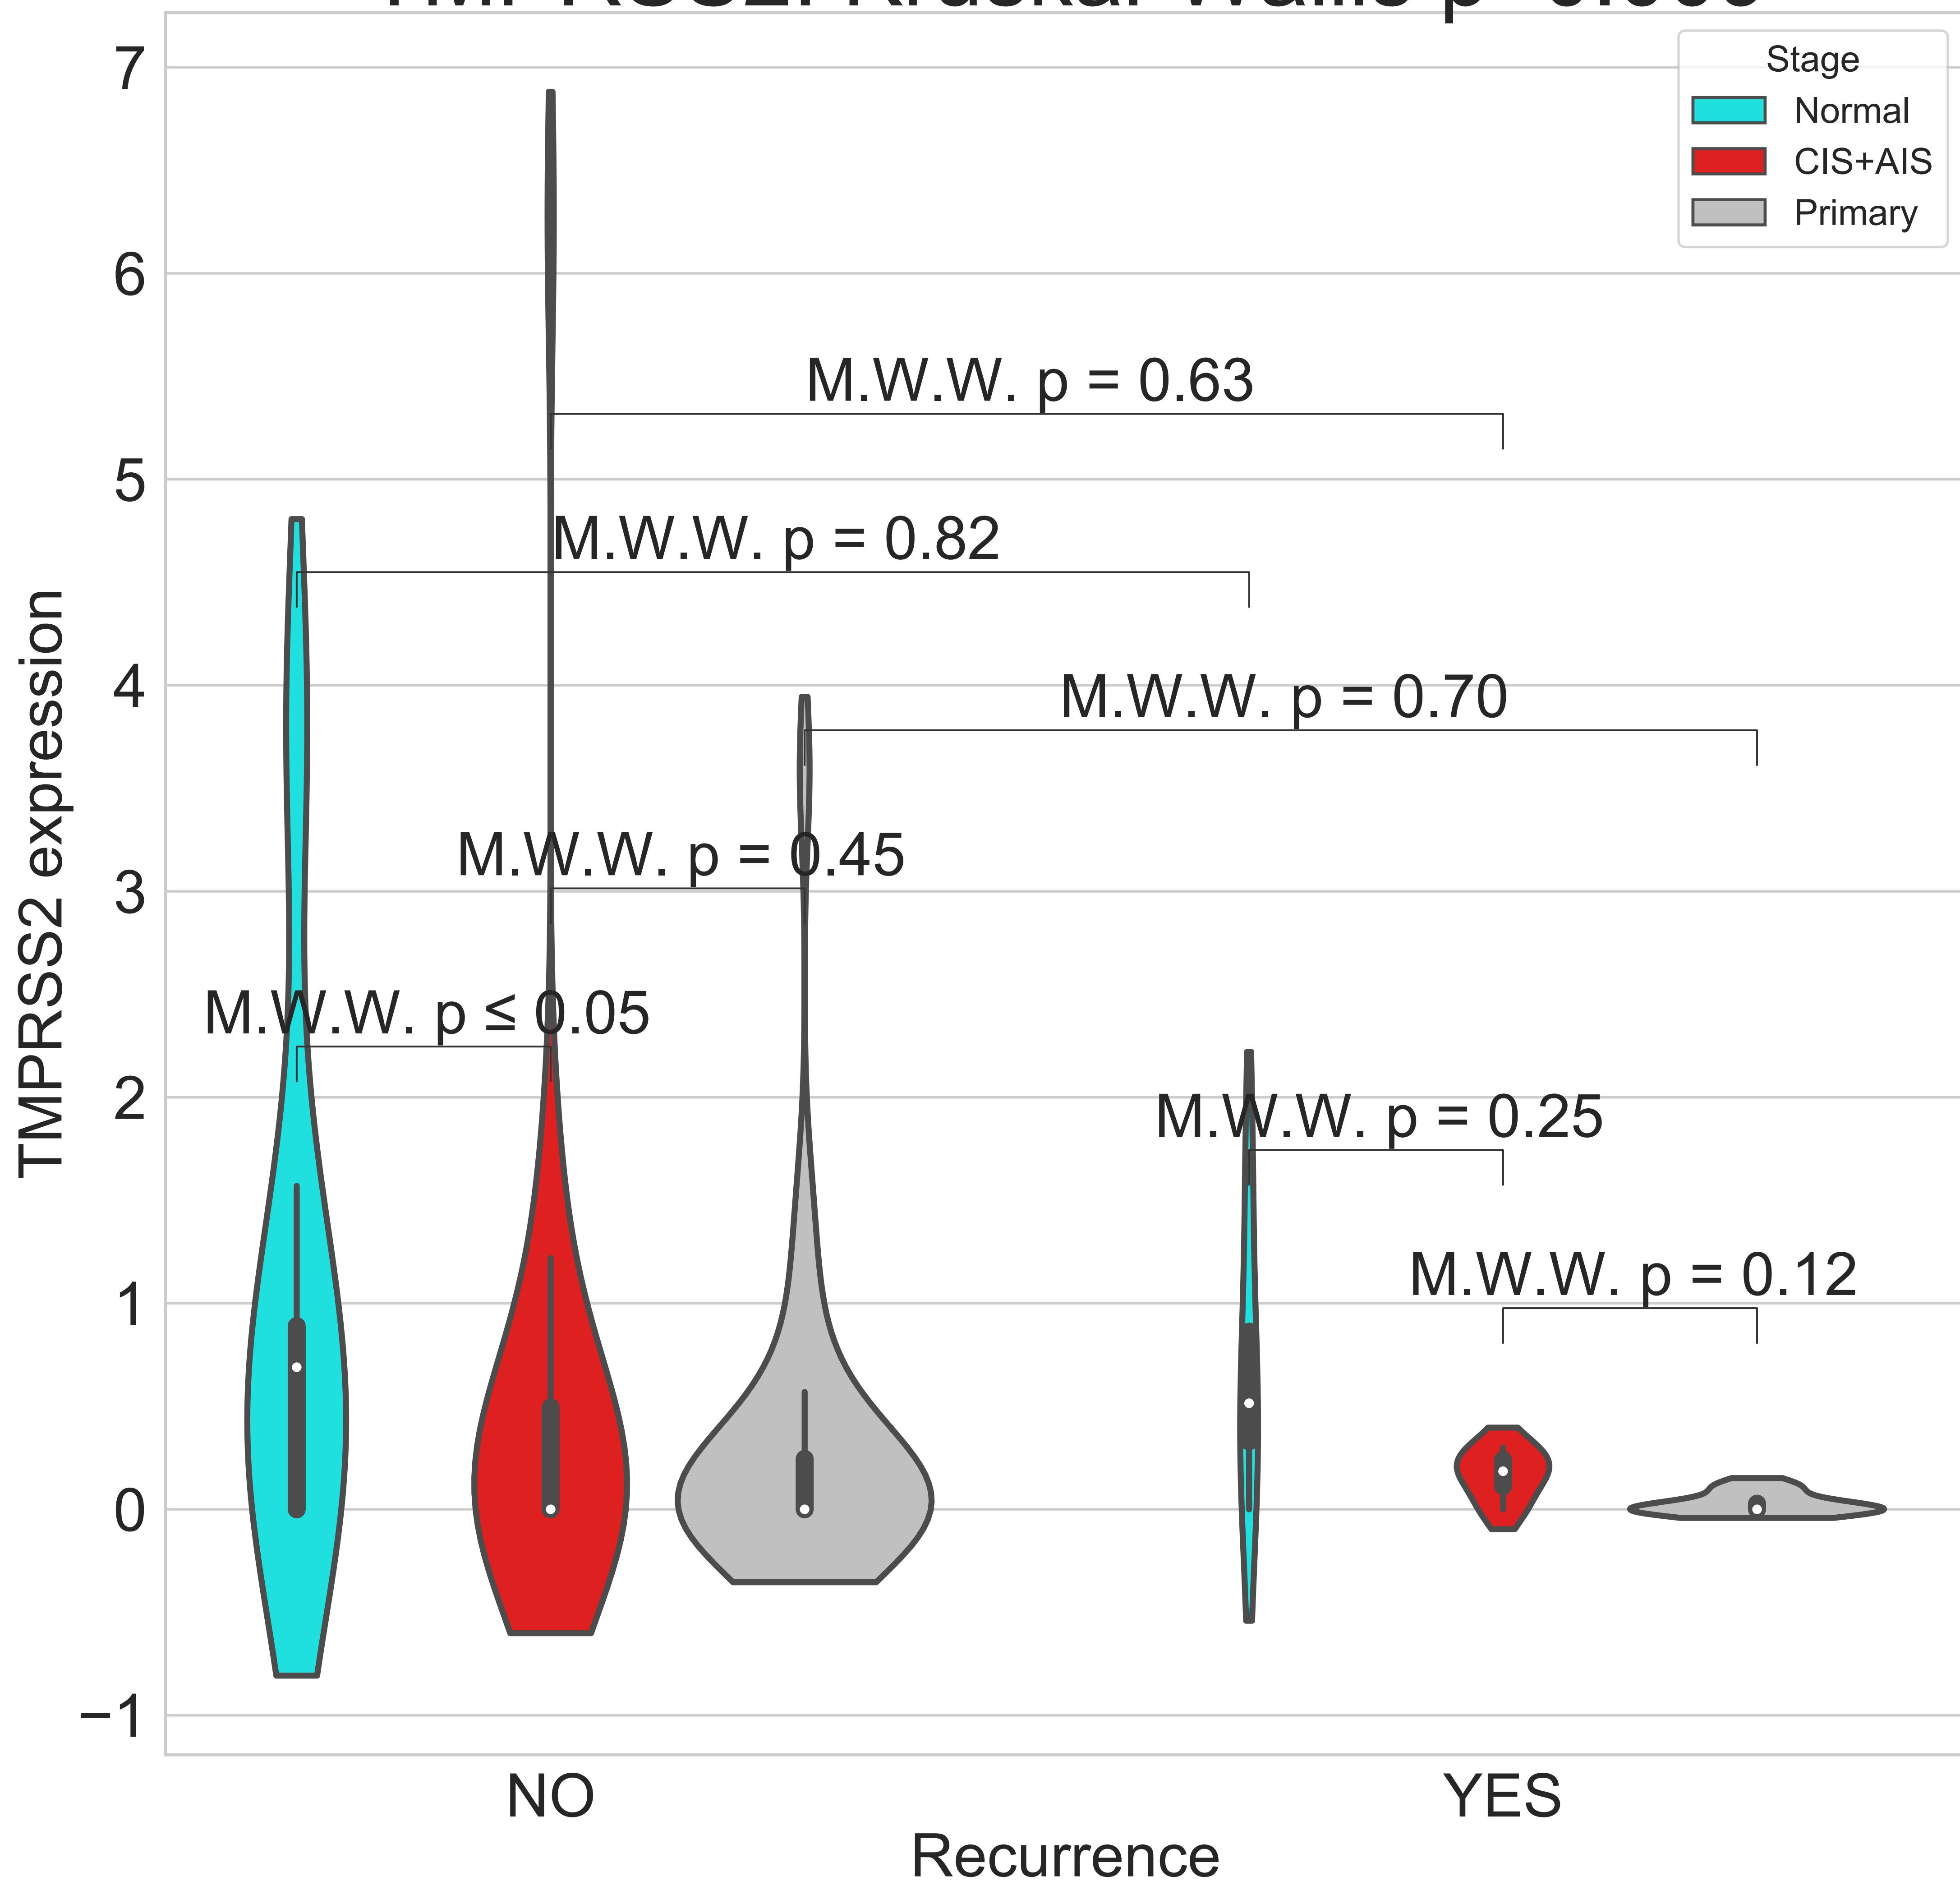 7
Stage
Normal
CIS+AIS
Primary
6
M.W.W. p = 0.63
5
M.W.W. p = 0.82
4
M.W.W. p = 0.70
3
M.W.W. p = 0.45
M.W.W. p ≤ 0.05
2
M.W.W. p = 0.25
1
M.W.W. p = 0.12
0
−1
TMPRSS2 expression
NO
YES
Recurrence